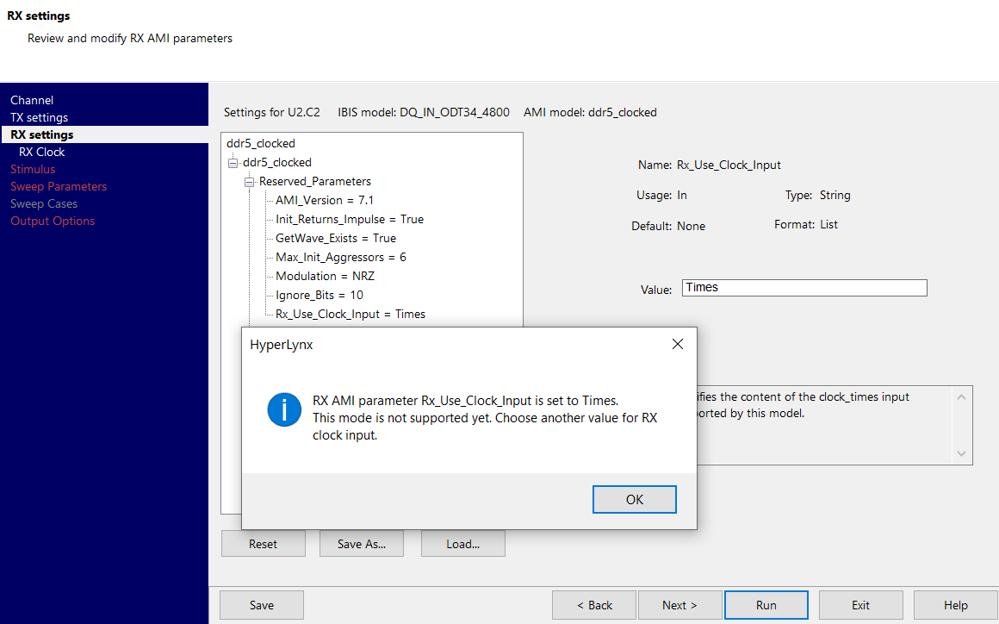 RX settings
Review and modify RX AMI parameters
Channel
TX settings
RX settings
RX Clock
Stimulus
Sweep Parameters
Sweep Cases
Output Options
Settings for U2.C2 IBIS model: DQ_IN_ODT34_4800 AMI model: ddr5_clocked
ddr5_clocked
ddr5_clocked
Reserved_Parameters
AMI_Version = 7.1
Init_Returns_Impulse = True
GetWave_Exists = True
Max_Init_Aggressors = 6
Modulation = NRZ
Ignore_Bits = 10
Rx_Use_Clock_Input = Times
Name: Rx_Use_Clock_Input
Usage: In Type: String
Default: None Format: List
Value: Times
HyperLynx
RX AMI parameter Rx_Use_Clock_Input is set to Times.
This mode is not supported yet. Choose another value for RX
clock input.
OK
the content of the clock_times input
by this model.
Reset Save As... Load...
Save < Back Next > Run Exit Help